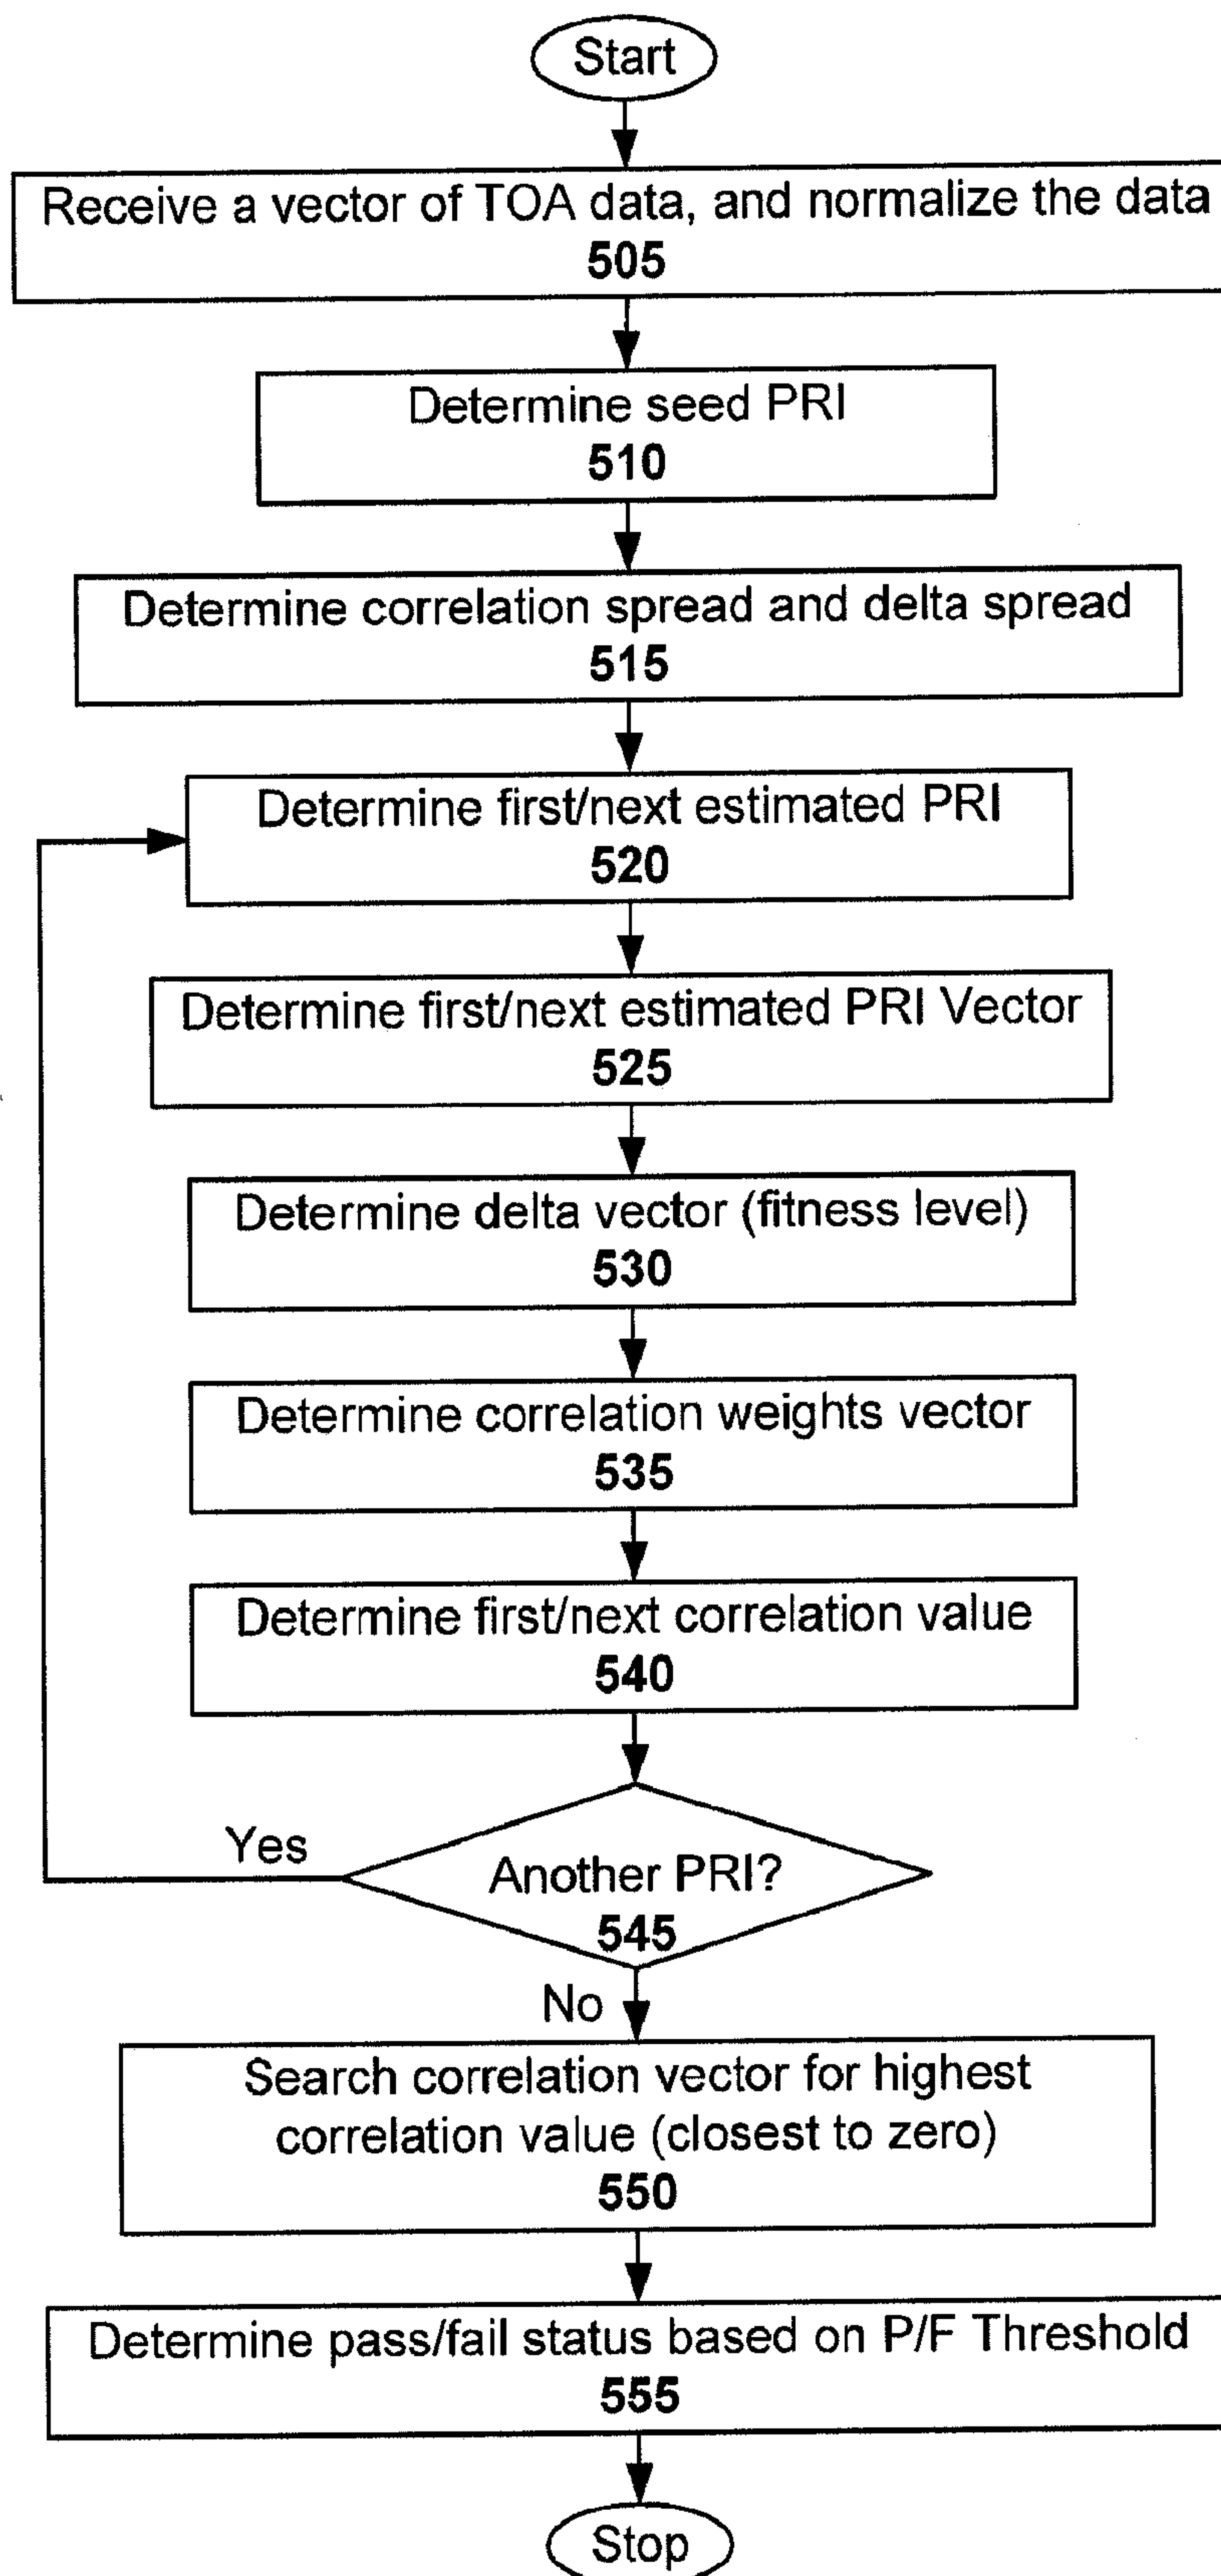 Start
Receive a vector of TOA data, and normalize the data
505
Determine seed PRI
510
Determine correlation spread and delta spread
515
Determine first/next estimated PRI
520
Determine first/next estimated PRI Vector
525
Determine delta vector (fitness level)
530
Determine correlation weights vector
535
Determine first/next correlation value
540
Yes
Another PRI?
545
No
Search correlation vector for highest
correlation value (closest to zero)
550
Determine pass/fail status based on P/F Threshold
555
Stop